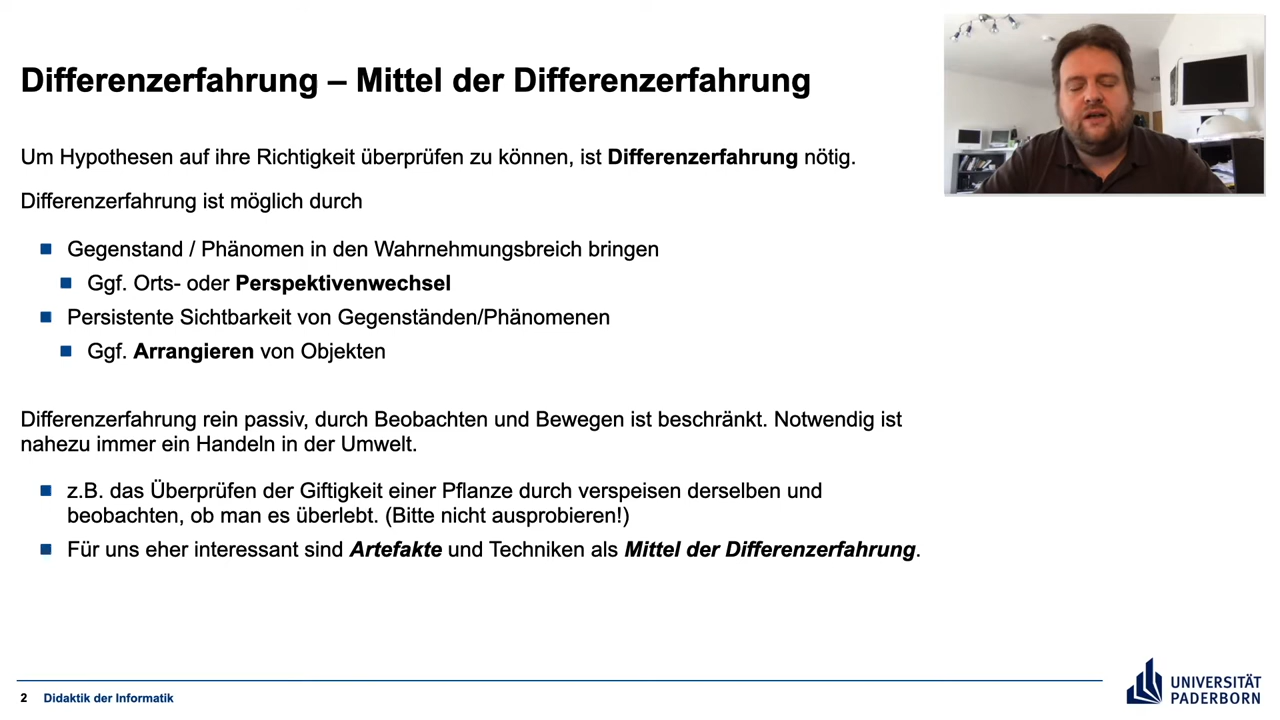 Differenzerfahrung – Mittel der Differenzerfahrung
Um Hypothesen auf ihre Richtigkeit überprüfen zu können, ist Differenzerfahrung nötig.
Differenzerfahrung ist möglich durch
Gegenstand / Phänomen in den Wahrnehmungsbreich bringen
Ggf. Orts- oder Perspektivenwechsel
Persistente Sichtbarkeit von Gegenständen/Phänomenen
Ggf. Arrangieren von Objekten
Differenzerfahrung rein passiv, durch Beobachten und Bewegen ist beschränkt. Notwendig ist
nahezu immer ein Handeln in der Umwelt.
z.B. das Überprüfen der Giftigkeit einer Pflanze durch verspeisen derselben und
beobachten, ob man es überlebt. (Bitte nicht ausprobieren!)
Für uns eher interessant sind Artefakte und Techniken als Mittel der Differenzerfahrung.
2 Didaktik der Informatik
UNIVERSITÄT
PADERBORN